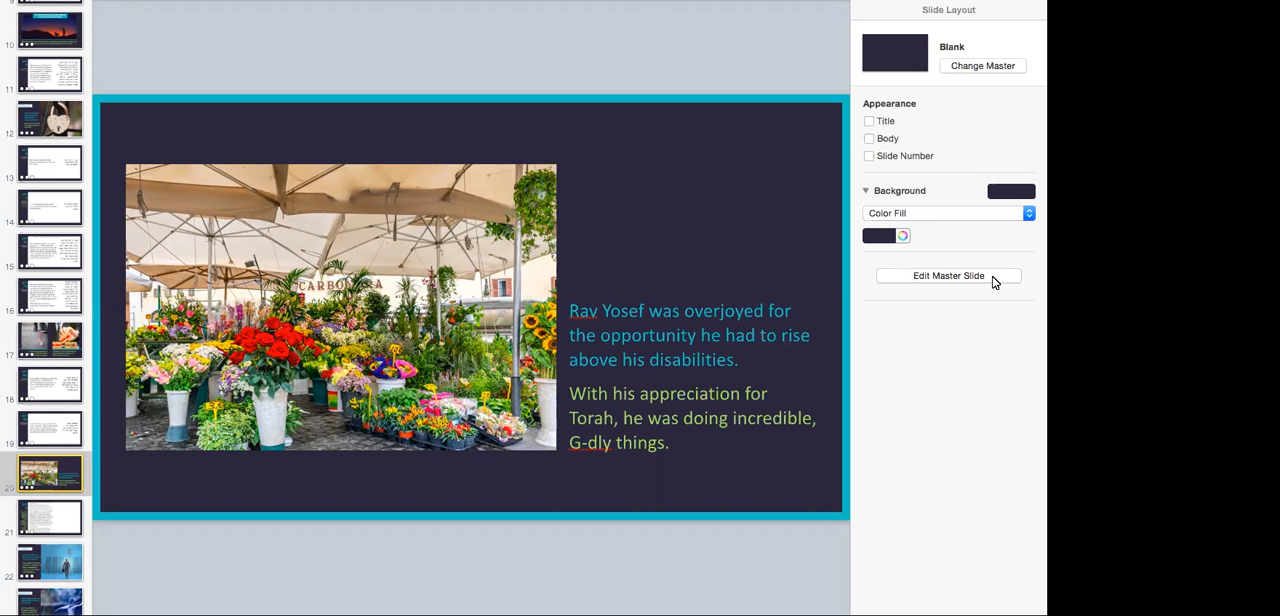 Slide Layout
Blank
Change Master
Appearance
Title
Body
Slide Number
Background
Color Fill
Edit Master Slide
10
11
12
13
14
15
16
17
18
19
20
21
22
Rav Yosef was overjoyed for
the opportunity he had to rise
above his disabilities.
With his appreciation for
Torah, he was doing incredible,
G-dly things.